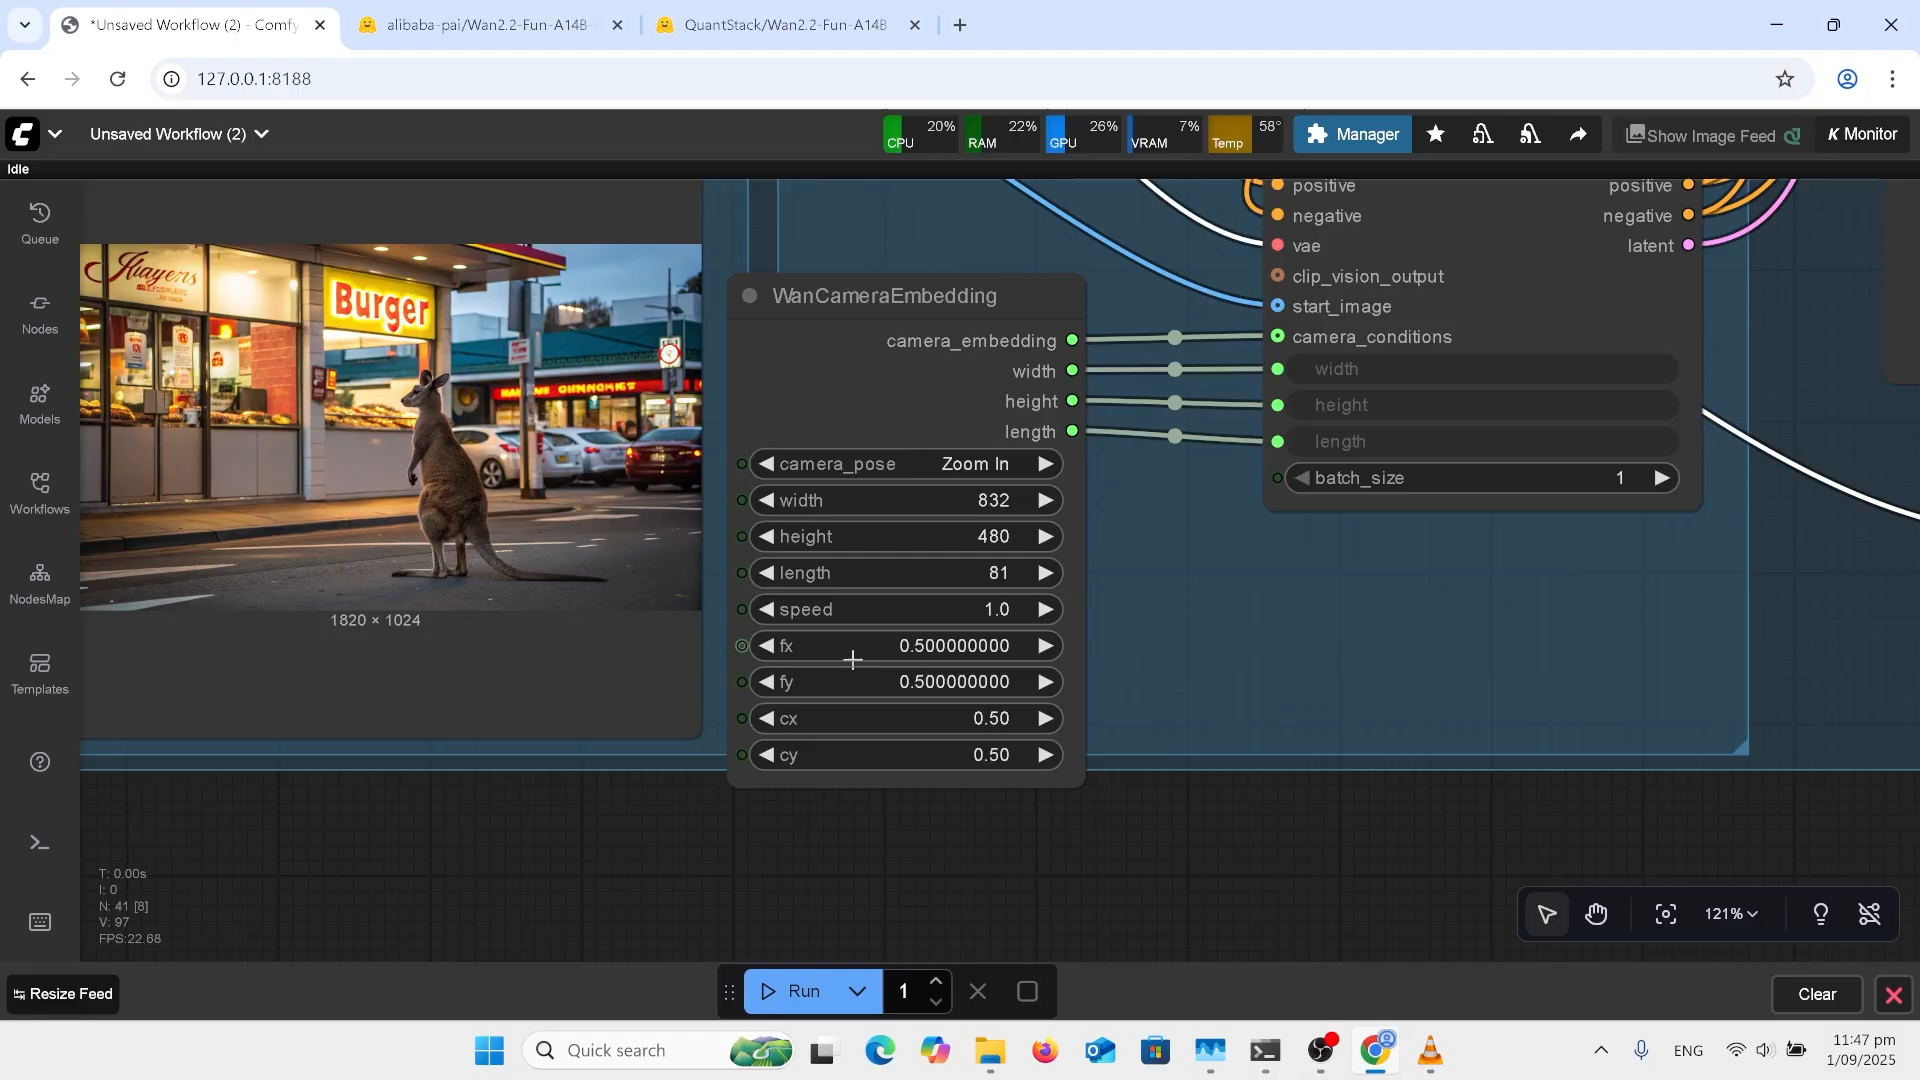 *Unsaved Workflow (2) - Comfy
alibaba-pai/Wan2.2-Fun-A14B-
QuantStack/Wan2.2-Fun-A14B-
127.0.0.1:8188
Unsaved Workflow (2)
CPU 20%
RAM 22%
GPU 26%
VRAM 7%
Temp 58°
Manager
Show Image Feed
K Monitor
Idle
Queue
Nodes
Models
Workflows
NodesMap
Templates
Burger
1820 × 1024
WanCameraEmbedding
camera_embedding
width
height
length
camera_pose Zoom In
width 832
height 480
length 81
speed 1.0
fx 0.500000000
fy 0.500000000
cx 0.50
cy 0.50
positive positive
negative negative
vae latent
clip_vision_output
start_image
camera_conditions
width
height
length
batch_size 1
T: 0.00s
I: 0
N: 41 [8]
V: 97
FPS:22.68
121%
Resize Feed
Run
1
Clear
Quick search
ENG
11:47 pm
1/09/2025